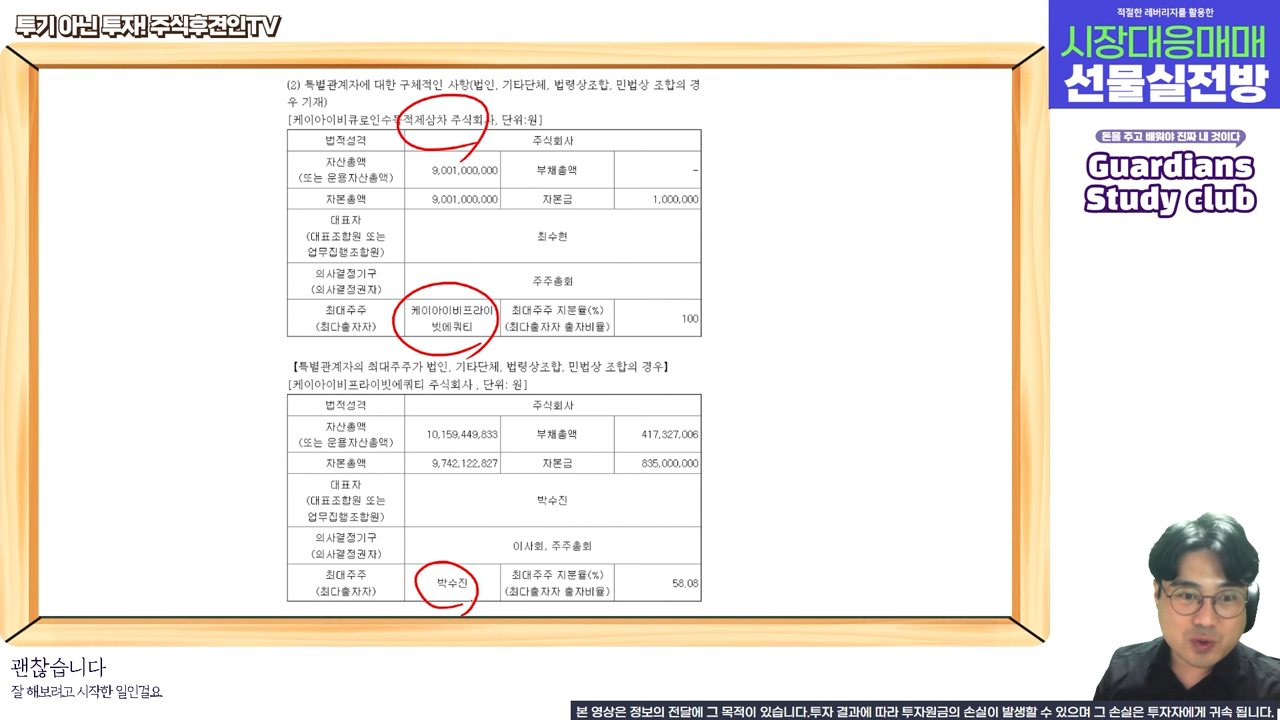 투기 아닌 투자! 주식후견인TV
적절한 레버리지를 활용한
시장대응매매
선물실전방
돈을 주고 배워야 진짜 내 것이다
Guardians
Study club
(2) 특별관계자에 대한 구체적인 사항(법인, 기타단체, 법령상조합, 민법상 조합의 경
우 기재)
[케이아이비큐로인수목적제삼차 주식회사, 단위:원]
법적성격 주식회사
자산총액
(또는 운용자산총액) 9,001,000,000 부채총액 -
자본총액 9,001,000,000 자본금 1,000,000
대표자
(대표조합원 또는
업무집행조합원) 최수현
의사결정기구
(의사결정권자) 주주총회
최대주주
(최다출자자) 케이아이비프라이
빗에쿼티 최대주주 지분율(%)
(최다출자자 출자비율) 100
【특별관계자의 최대주주가 법인, 기타단체, 법령상조합, 민법상 조합의 경우】
[케이아이비프라이빗에쿼티 주식회사 , 단위: 원]
법적성격 주식회사
자산총액
(또는 운용자산총액) 10,159,449,833 부채총액 417,327,006
자본총액 9,742,122,827 자본금 835,000,000
대표자
(대표조합원 또는
업무집행조합원) 박수진
의사결정기구
(의사결정권자) 이사회, 주주총회
최대주주
(최다출자자) 박수진 최대주주 지분율(%)
(최다출자자 출자비율) 58.08
괜찮습니다
잘 해보려고 시작한 일인걸요
본 영상은 정보의 전달에 그 목적이 있습니다.투자 결과에 따라 투자원금의 손실이 발생할 수 있으며 그 손실은 투자자에게 귀속 됩니다.